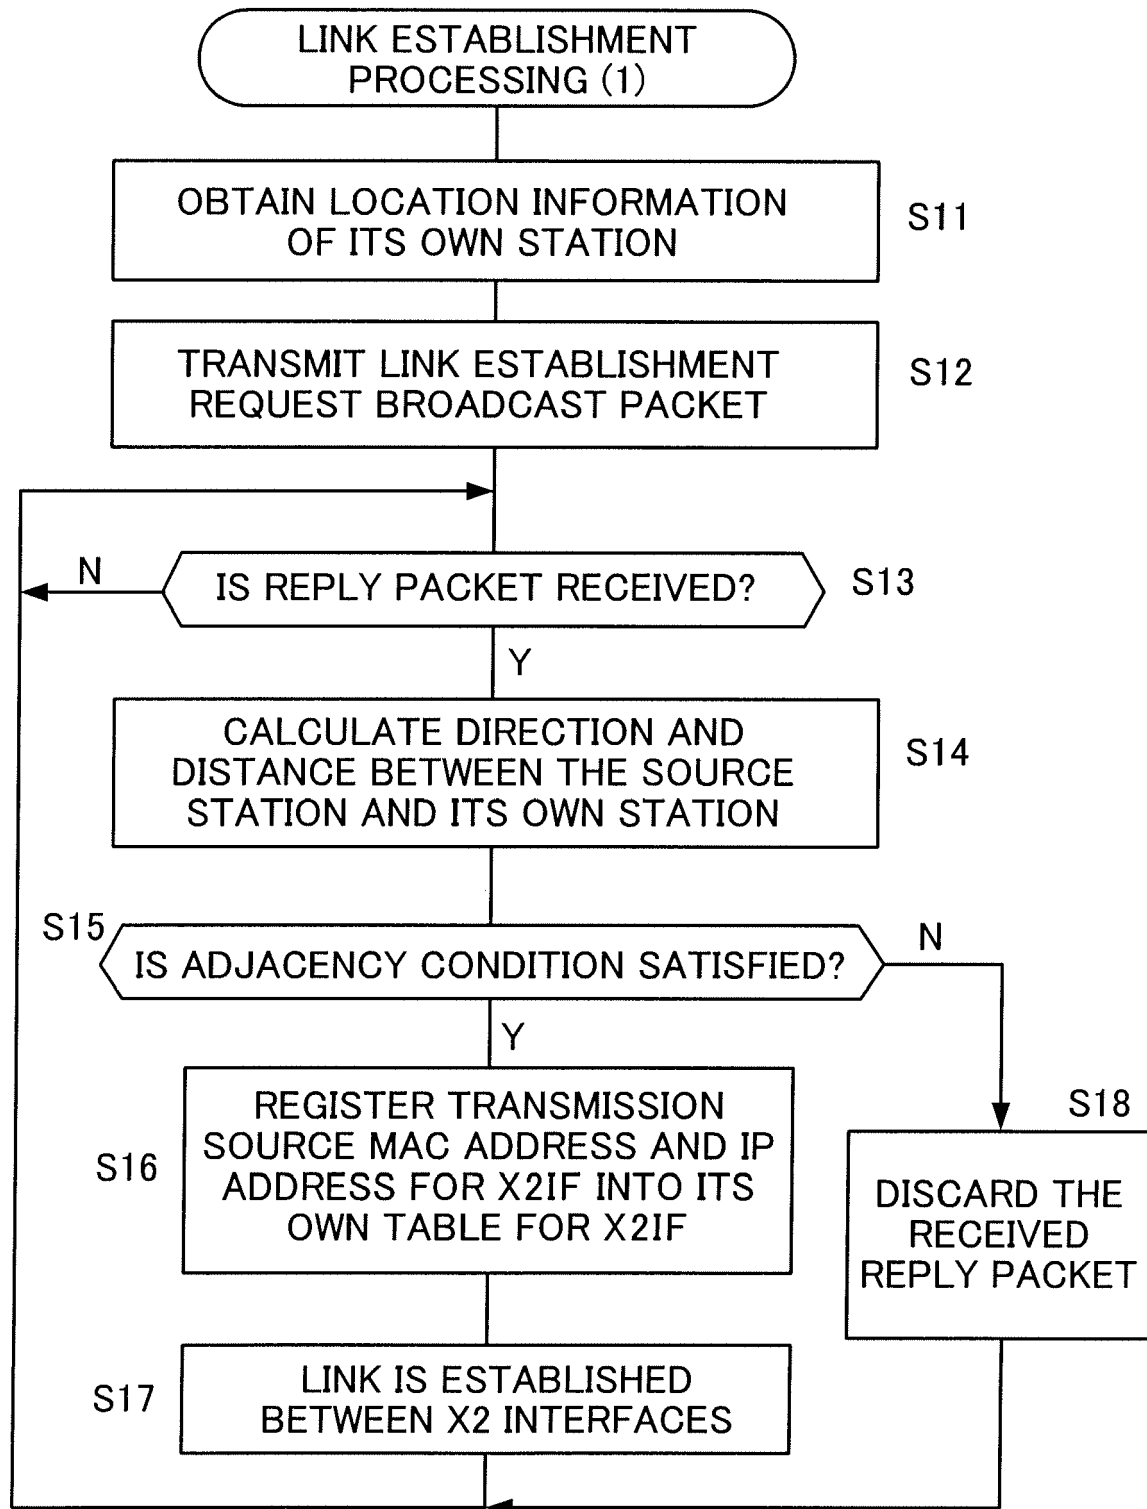 LINK ESTABLISHMENT
PROCESSING (1)
OBTAIN LOCATION INFORMATION
OF ITS OWN STATION
S11
TRANSMIT LINK ESTABLISHMENT
REQUEST BROADCAST PACKET
S12
N
IS REPLY PACKET RECEIVED?
S13
Y
CALCULATE DIRECTION AND
DISTANCE BETWEEN THE SOURCE
STATION AND ITS OWN STATION
S14
S15
IS ADJACENCY CONDITION SATISFIED?
N
Y
REGISTER TRANSMISSION
SOURCE MAC ADDRESS AND IP
ADDRESS FOR X2IF INTO ITS
OWN TABLE FOR X2IF
S16
S18
DISCARD THE
RECEIVED
REPLY PACKET
S17
LINK IS ESTABLISHED
BETWEEN X2 INTERFACES